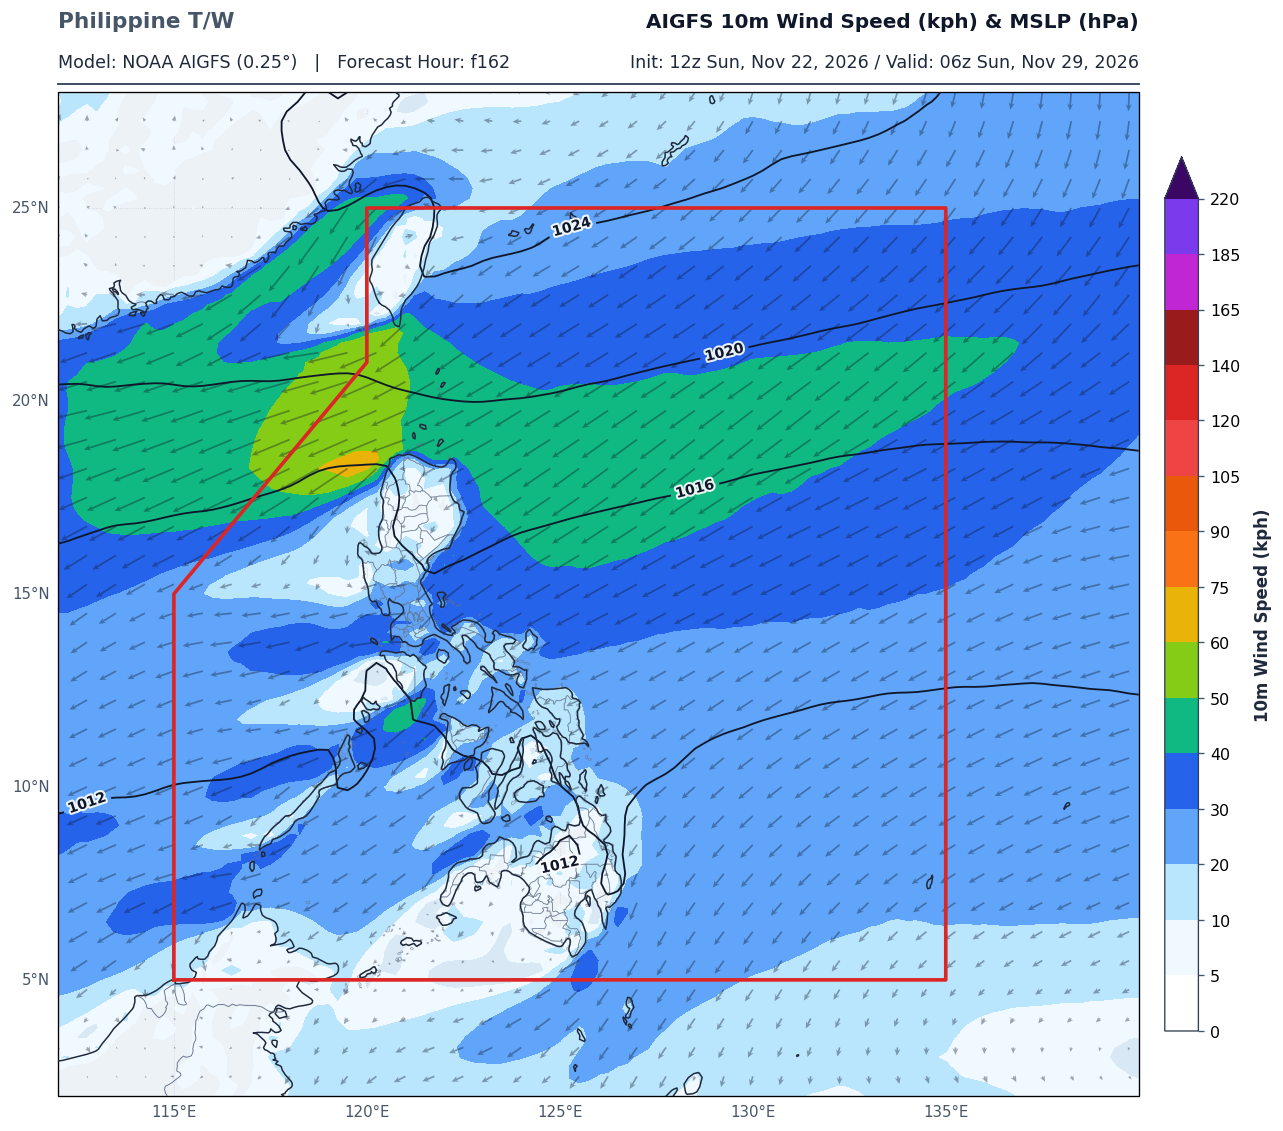 Philippine T/W
AIGFS 10m Wind Speed (kph) & MSLP (hPa)
Model: NOAA AIGFS (0.25°) | Forecast Hour: f162
Init: 12z Sun, Nov 22, 2026 / Valid: 06z Sun, Nov 29, 2026
25°N
20°N
15°N
10°N
5°N
115°E
120°E
125°E
130°E
135°E
1024
1020
1016
1012
1012
220
185
165
140
120
105
90
75
60
50
40
30
20
10
5
0
10m Wind Speed (kph)